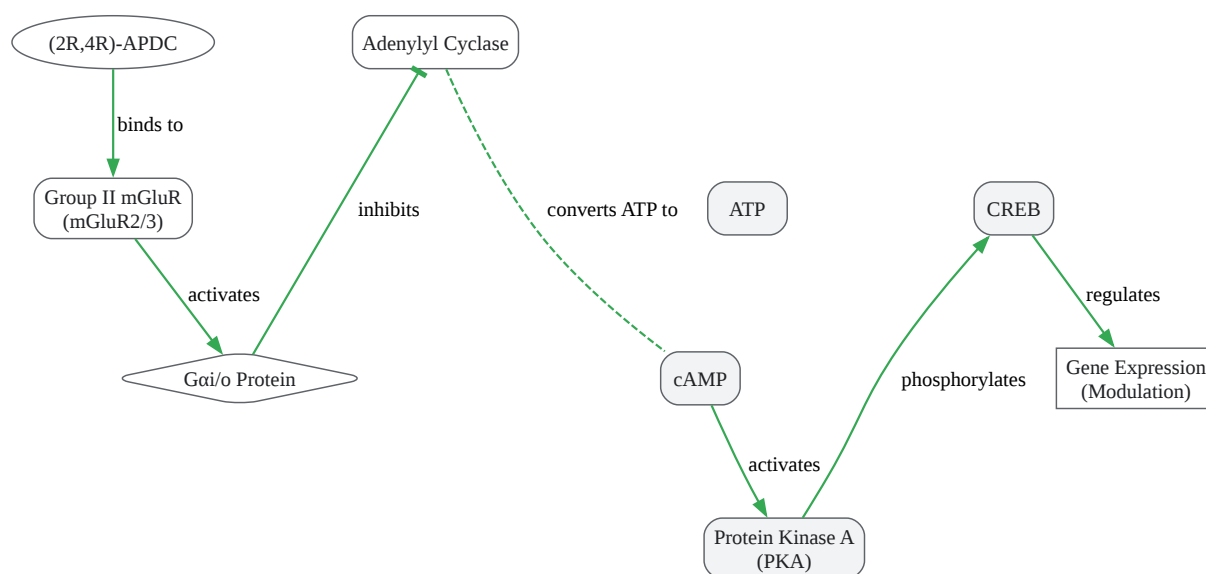 (2R,4R)-APDC
Adenylyl Cyclase
binds to
Group II mGluR
(mGluR2/3)
inhibits
converts ATP to
ATP
CREB
activates
regulates
Gαi/o Protein
cAMP
phosphorylates
Gene Expression
(Modulation)
activates
Protein Kinase A
(PKA)